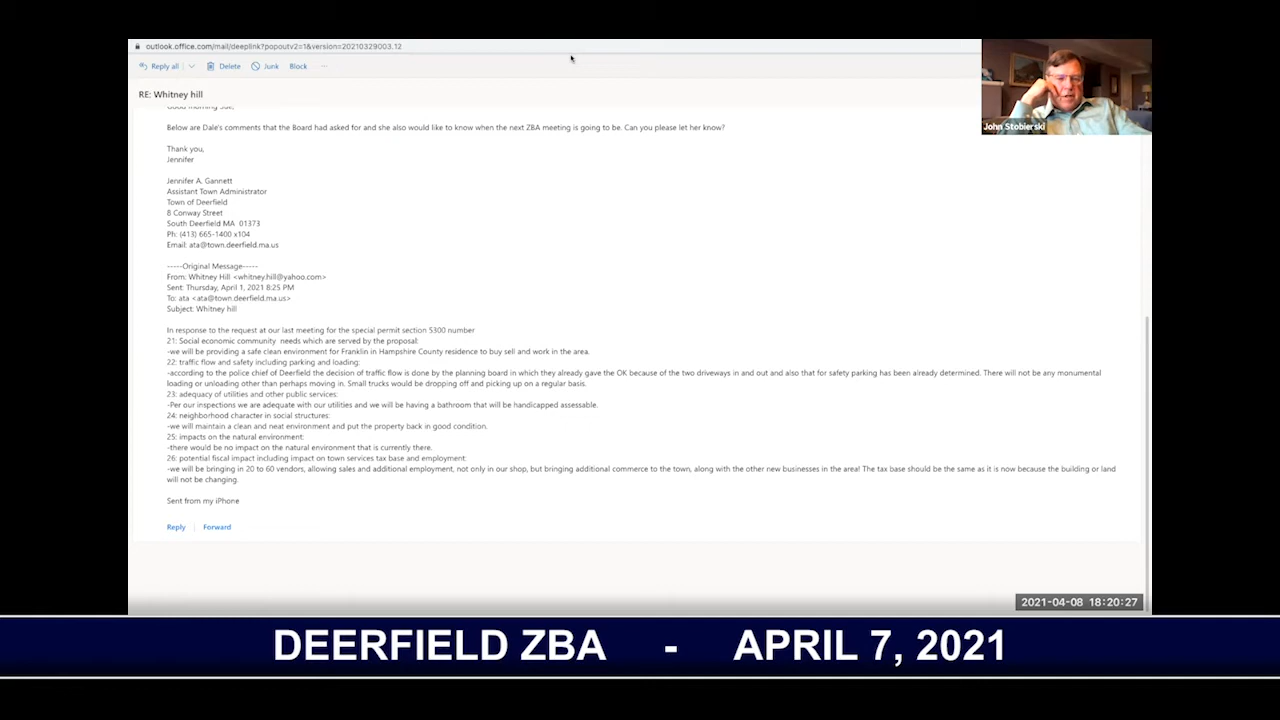 outlook.office.com/mail/deeplink?popoutv2=1&version=20210329003.12
Reply all Delete Junk Block ...
RE: Whitney hill
Good morning Sue,
Below are Dale's comments that the Board had asked for and she also would like to know when the next ZBA meeting is going to be. Can you please let her know?
Thank you,
Jennifer
Jennifer A. Gannett
Assistant Town Administrator
Town of Deerfield
8 Conway Street
South Deerfield MA 01373
Ph: (413) 665-1400 x104
Email: ata@town.deerfield.ma.us
-----Original Message-----
From: Whitney Hill <whitney.hill@yahoo.com>
Sent: Thursday, April 1, 2021 8:25 PM
To: ata <ata@town.deerfield.ma.us>
Subject: Whitney hill
In response to the request at our last meeting for the special permit section 5300 number
21: Social economic community needs which are served by the proposal:
-we will be providing a safe clean environment for Franklin in Hampshire County residence to buy sell and work in the area.
22: traffic flow and safety including parking and loading:
-according to the police chief of Deerfield the decision of traffic flow is done by the planning board in which they already gave the OK because of the two driveways in and out and also that for safety parking has been already determined. There will not be any monumental
loading or unloading other than perhaps moving in. Small trucks would be dropping off and picking up on a regular basis.
23: adequacy of utilities and other public services:
-Per our inspections we are adequate with our utilities and we will be having a bathroom that will be handicapped assessable.
24: neighborhood character in social structures:
-we will maintain a clean and neat environment and put the property back in good condition.
25: impacts on the natural environment:
-there would be no impact on the natural environment that is currently there.
26: potential fiscal impact including impact on town services tax base and employment:
-we will be bringing in 20 to 60 vendors, allowing sales and additional employment, not only in our shop, but bringing additional commerce to the town, along with the other new businesses in the area! The tax base should be the same as it is now because the building or land
will not be changing.
Sent from my iPhone
Reply Forward
John Stobierski
2021-04-08 18:20:27
DEERFIELD ZBA - APRIL 7, 2021